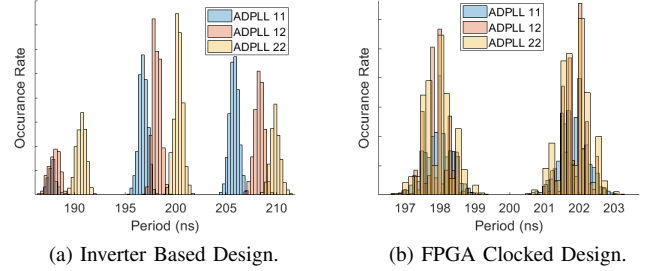 Occurance Rate
ADPLL 11
ADPLL 12
ADPLL 22
190 195 200 205 210
Period (ns)
(a) Inverter Based Design.
Occurance Rate
ADPLL 11
ADPLL 12
ADPLL 22
197 198 199 200 201 202 203
Period (ns)
(b) FPGA Clocked Design.